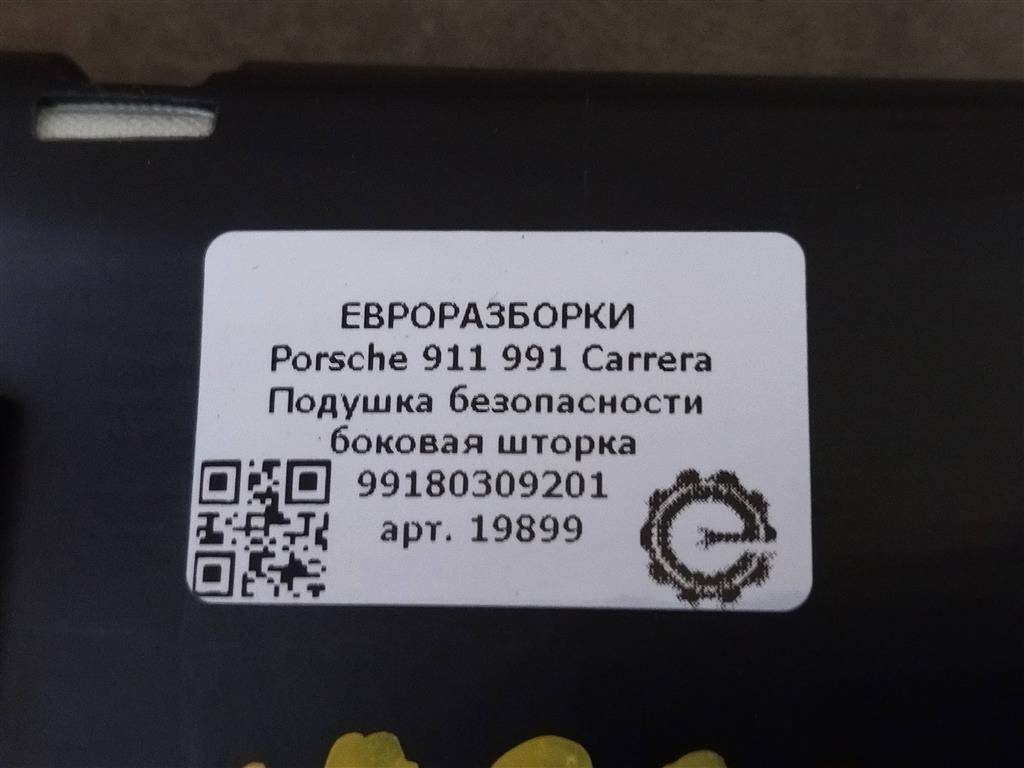 ЕВРОРАЗБОРКИ
Porsche 911 991 Carrera
Подушка безопасности
боковая шторка
99180309201
арт. 19899